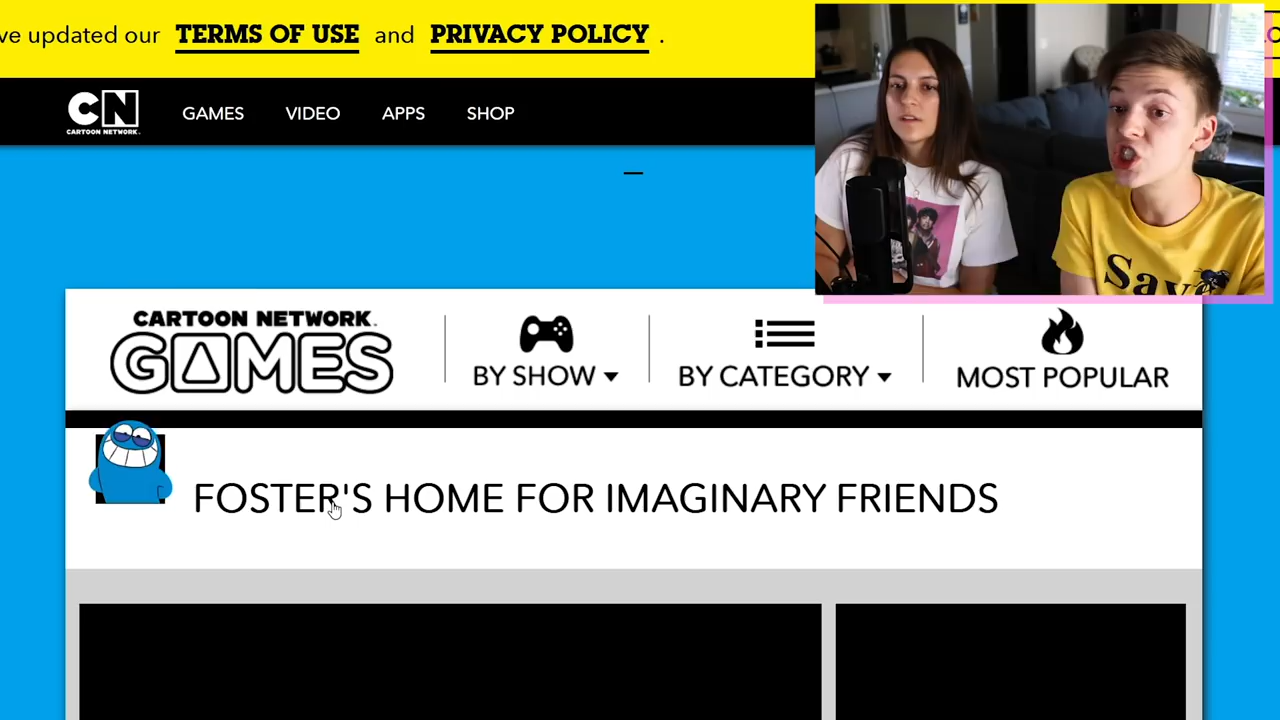 ve updated our TERMS OF USE and PRIVACY POLICY .
CN
CARTOON NETWORK.
GAMES VIDEO APPS SHOP
CARTOON NETWORK
GAMES
BY SHOW
BY CATEGORY
MOST POPULAR
FOSTER'S HOME FOR IMAGINARY FRIENDS